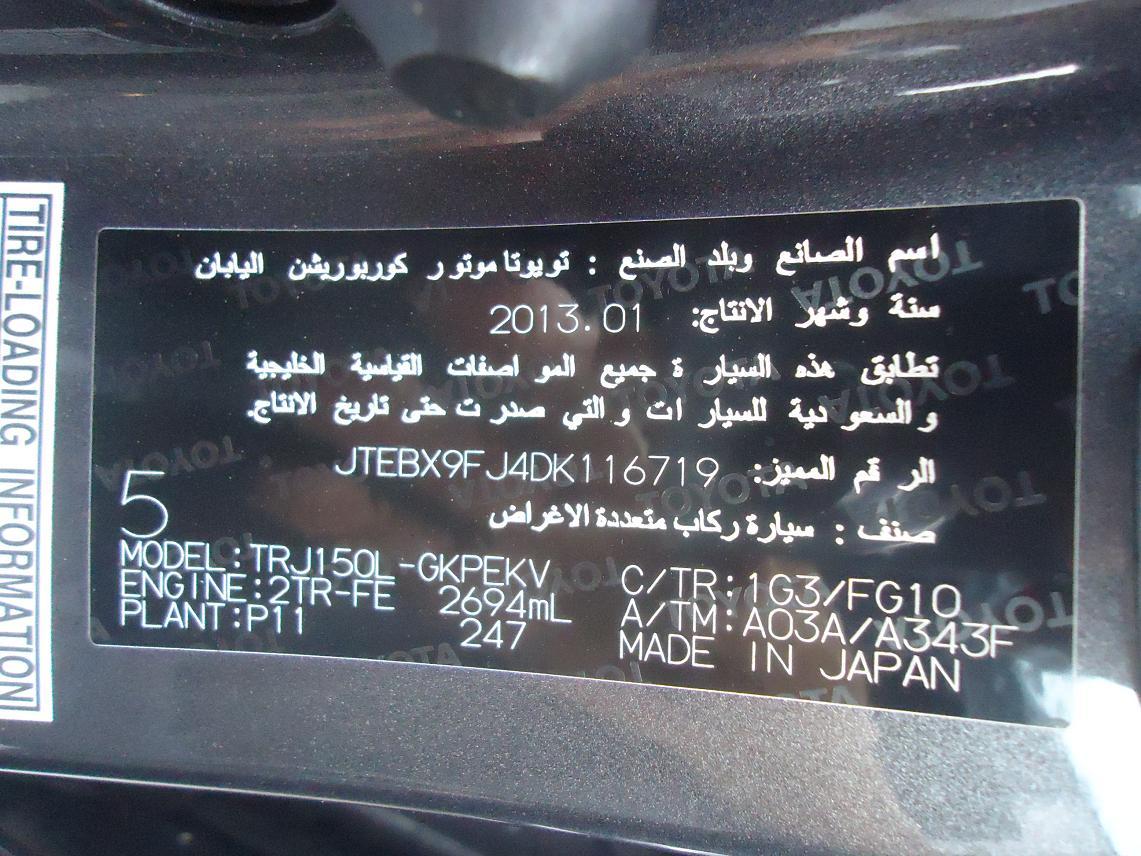 اسم الصانع وبلد الصنع : تويوتا موتور كوربوريشن اليابان
سنة وشهر الانتاج: 2013.01
تطابق هذه السيارة جميع المواصفات القياسية الخليجية
والسعودية للسيارات والتي صدرت حتى تاريخ الانتاج.
الرقم المميز: JTEBX9FJ4DK116719
صنف : سيارة ركاب متعددة الاغراض
5
MODEL:TRJ150L-GKPEKV C/TR:1G3/FG10
ENGINE:2TR-FE 2694mL A/TM:A03A/A343F
PLANT:P11 247 MADE IN JAPAN
TIRE-LOADING INFORMATION
TOYOTA